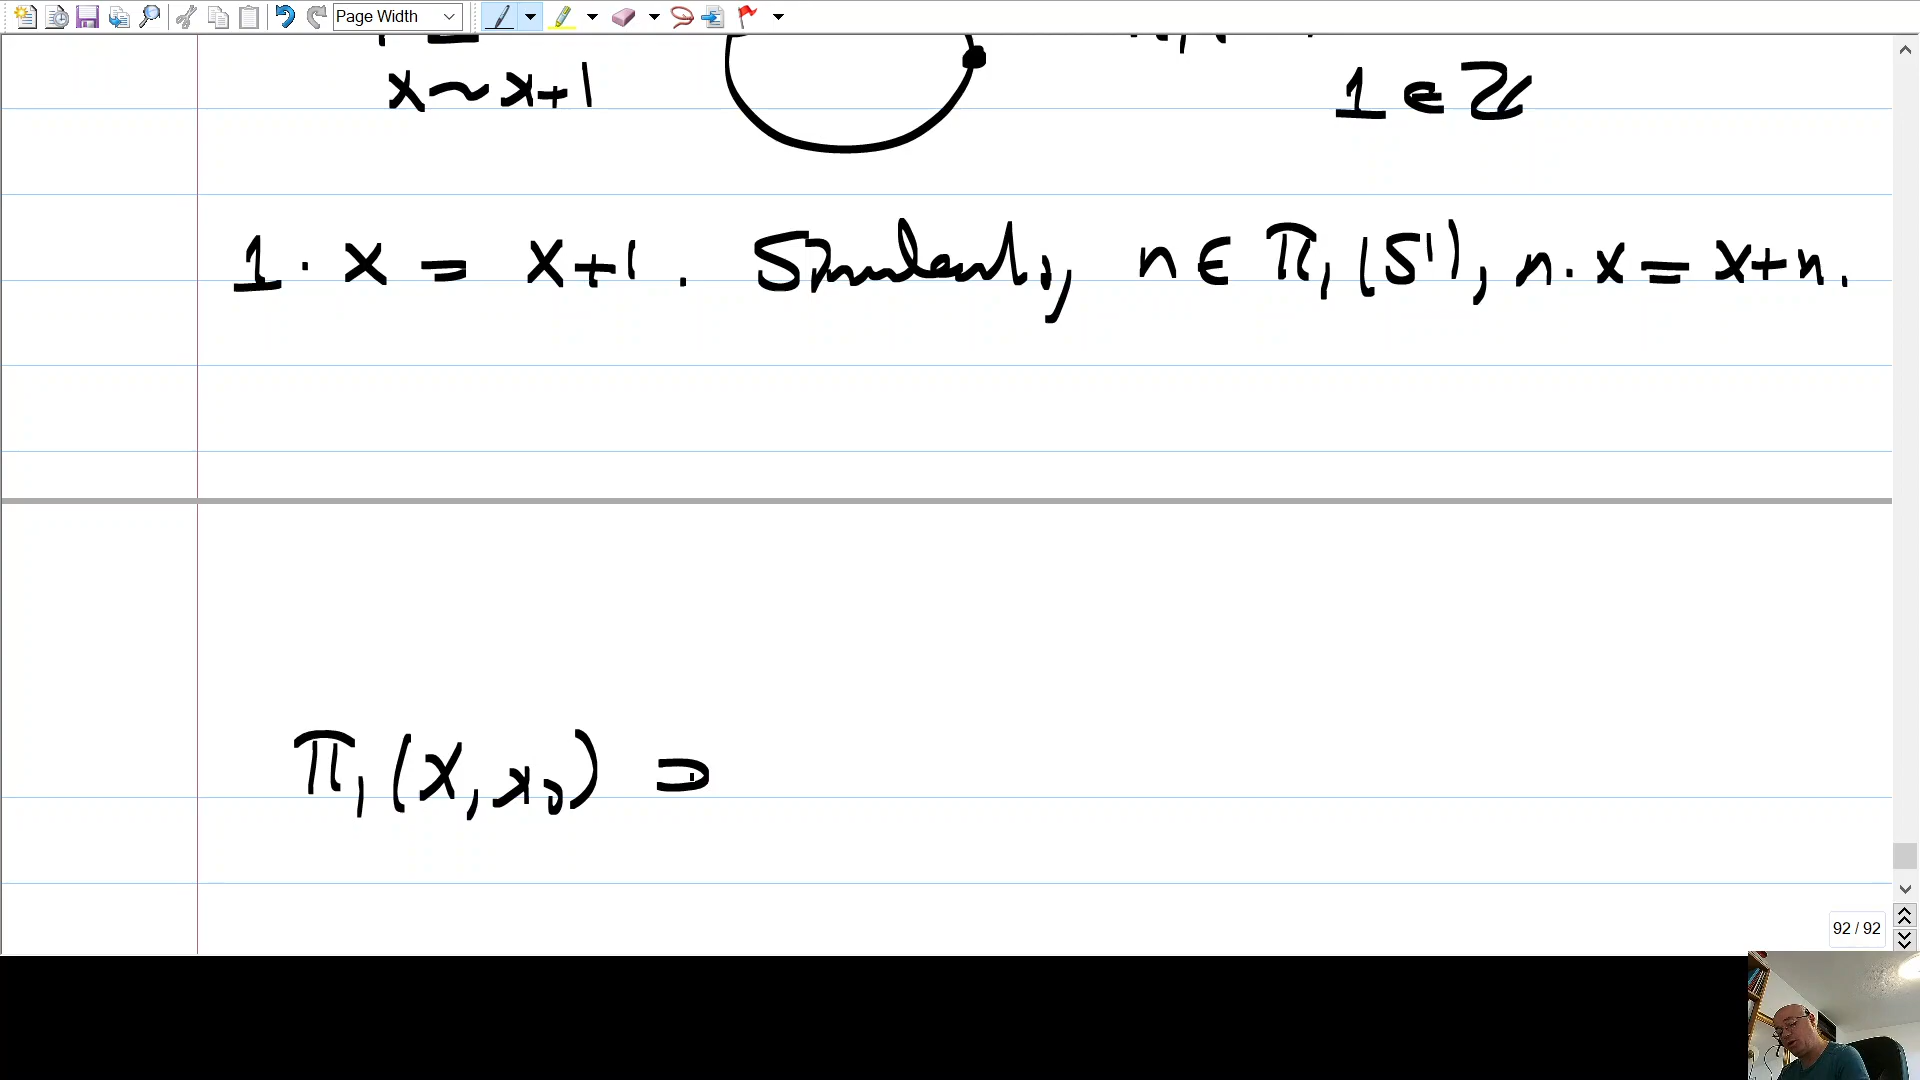 Page Width
x~x+1
1 ∈ ℤ
1 · x = x+1. Similarly, n ∈ π₁(S¹), n·x = x+n.
π₁(X, x₀) ⊃
92 / 92